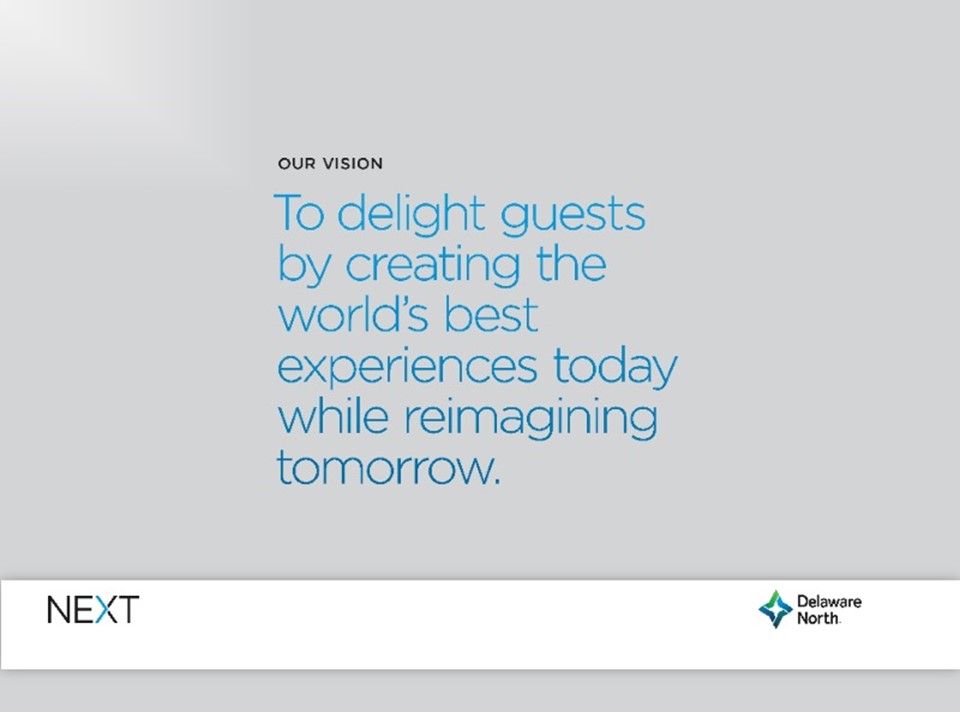 OUR VISION
To delight guests
by creating the
world’s best
experiences today
while reimagining
tomorrow.
NEXT
Delaware
North.